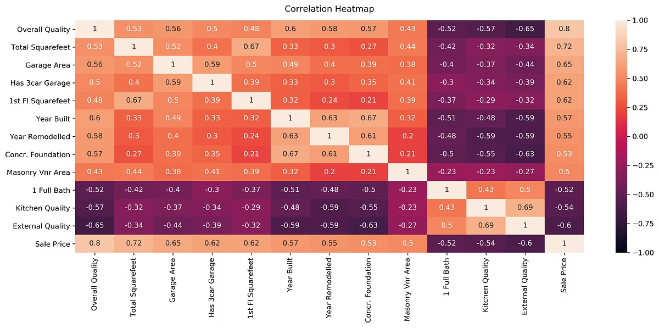 Correlation Heatmap
Overall Quality 1 0.53 0.56 0.5 0.48 0.6 0.58 0.57 0.43 -0.52 -0.57 -0.65 0.8
Total Squarefeet 0.53 1 0.52 0.4 0.67 0.33 0.3 0.27 0.44 -0.42 -0.32 -0.34 0.72
Garage Area 0.56 0.52 1 0.59 0.5 0.49 0.4 0.39 0.38 -0.4 -0.37 -0.44 0.65
Has 3car Garage 0.5 0.4 0.59 1 0.39 0.33 0.3 0.35 0.41 -0.3 -0.34 -0.39 0.62
1st Fl Squarefeet 0.48 0.67 0.5 0.39 1 0.32 0.24 0.21 0.39 -0.37 -0.29 -0.32 0.62
Year Built 0.6 0.33 0.49 0.33 0.32 1 0.63 0.67 0.32 -0.51 -0.48 -0.59 0.57
Year Remodelled 0.58 0.3 0.4 0.3 0.24 0.63 1 0.61 0.2 -0.48 -0.59 -0.59 0.55
Concr. Foundation 0.57 0.27 0.39 0.35 0.21 0.67 0.61 1 0.21 -0.5 -0.55 -0.63 0.53
Masonry Vnr Area 0.43 0.44 0.38 0.41 0.39 0.32 0.2 0.21 1 -0.23 -0.23 -0.27 0.5
1 Full Bath -0.52 -0.42 -0.4 -0.3 -0.37 -0.51 -0.48 -0.5 -0.23 1 0.43 0.5 -0.52
Kitchen Quality -0.57 -0.32 -0.37 -0.34 -0.29 -0.48 -0.59 -0.55 -0.23 0.43 1 0.69 -0.54
External Quality -0.65 -0.34 -0.44 -0.39 -0.32 -0.59 -0.59 -0.63 -0.27 0.5 0.69 1 -0.6
Sale Price 0.8 0.72 0.65 0.62 0.62 0.57 0.55 0.53 0.5 -0.52 -0.54 -0.6 1
Overall Quality
Total Squarefeet
Garage Area
Has 3car Garage
1st Fl Squarefeet
Year Built
Year Remodelled
Concr. Foundation
Masonry Vnr Area
1 Full Bath
Kitchen Quality
External Quality
Sale Price
1.00
0.75
0.50
0.25
0.00
−0.25
−0.50
−0.75
−1.00